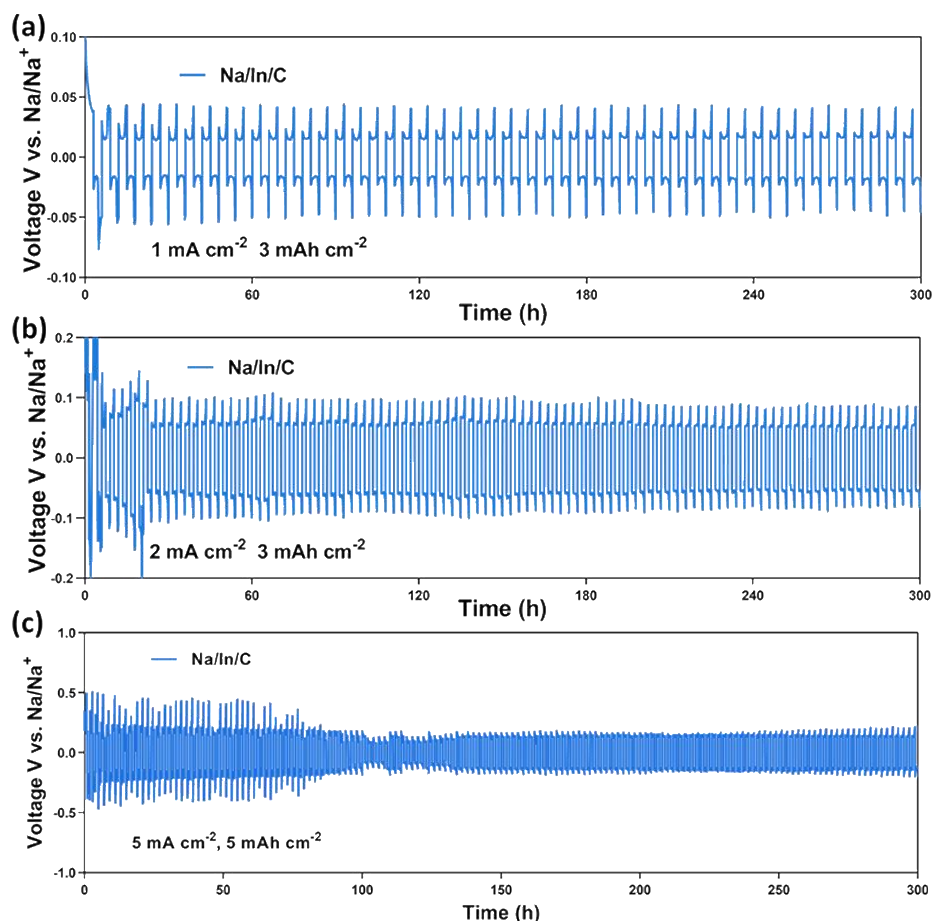 (a)
Voltage V vs. Na/Na⁺
0.10
0.05
0.00
-0.05
-0.10
Na/In/C
1 mA cm⁻² 3 mAh cm⁻²
0 60 120 180 240 300
Time (h)
(b)
Voltage V vs. Na/Na⁺
0.2
0.1
0.0
-0.1
-0.2
Na/In/C
2 mA cm⁻² 3 mAh cm⁻²
0 60 120 180 240 300
Time (h)
(c)
Voltage V vs. Na/Na⁺
1.0
0.5
0.0
-0.5
-1.0
Na/In/C
5 mA cm⁻², 5 mAh cm⁻²
0 50 100 150 200 250 300
Time (h)